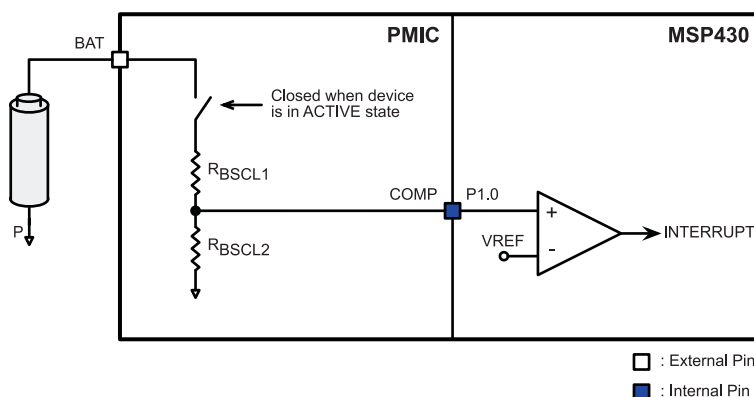 PMIC
MSP430
BAT
Closed when device
is in ACTIVE state
RBSCL1
COMP
P1.0
+
P
RBSCL2
VREF
-
INTERRUPT
: External Pin
: Internal Pin